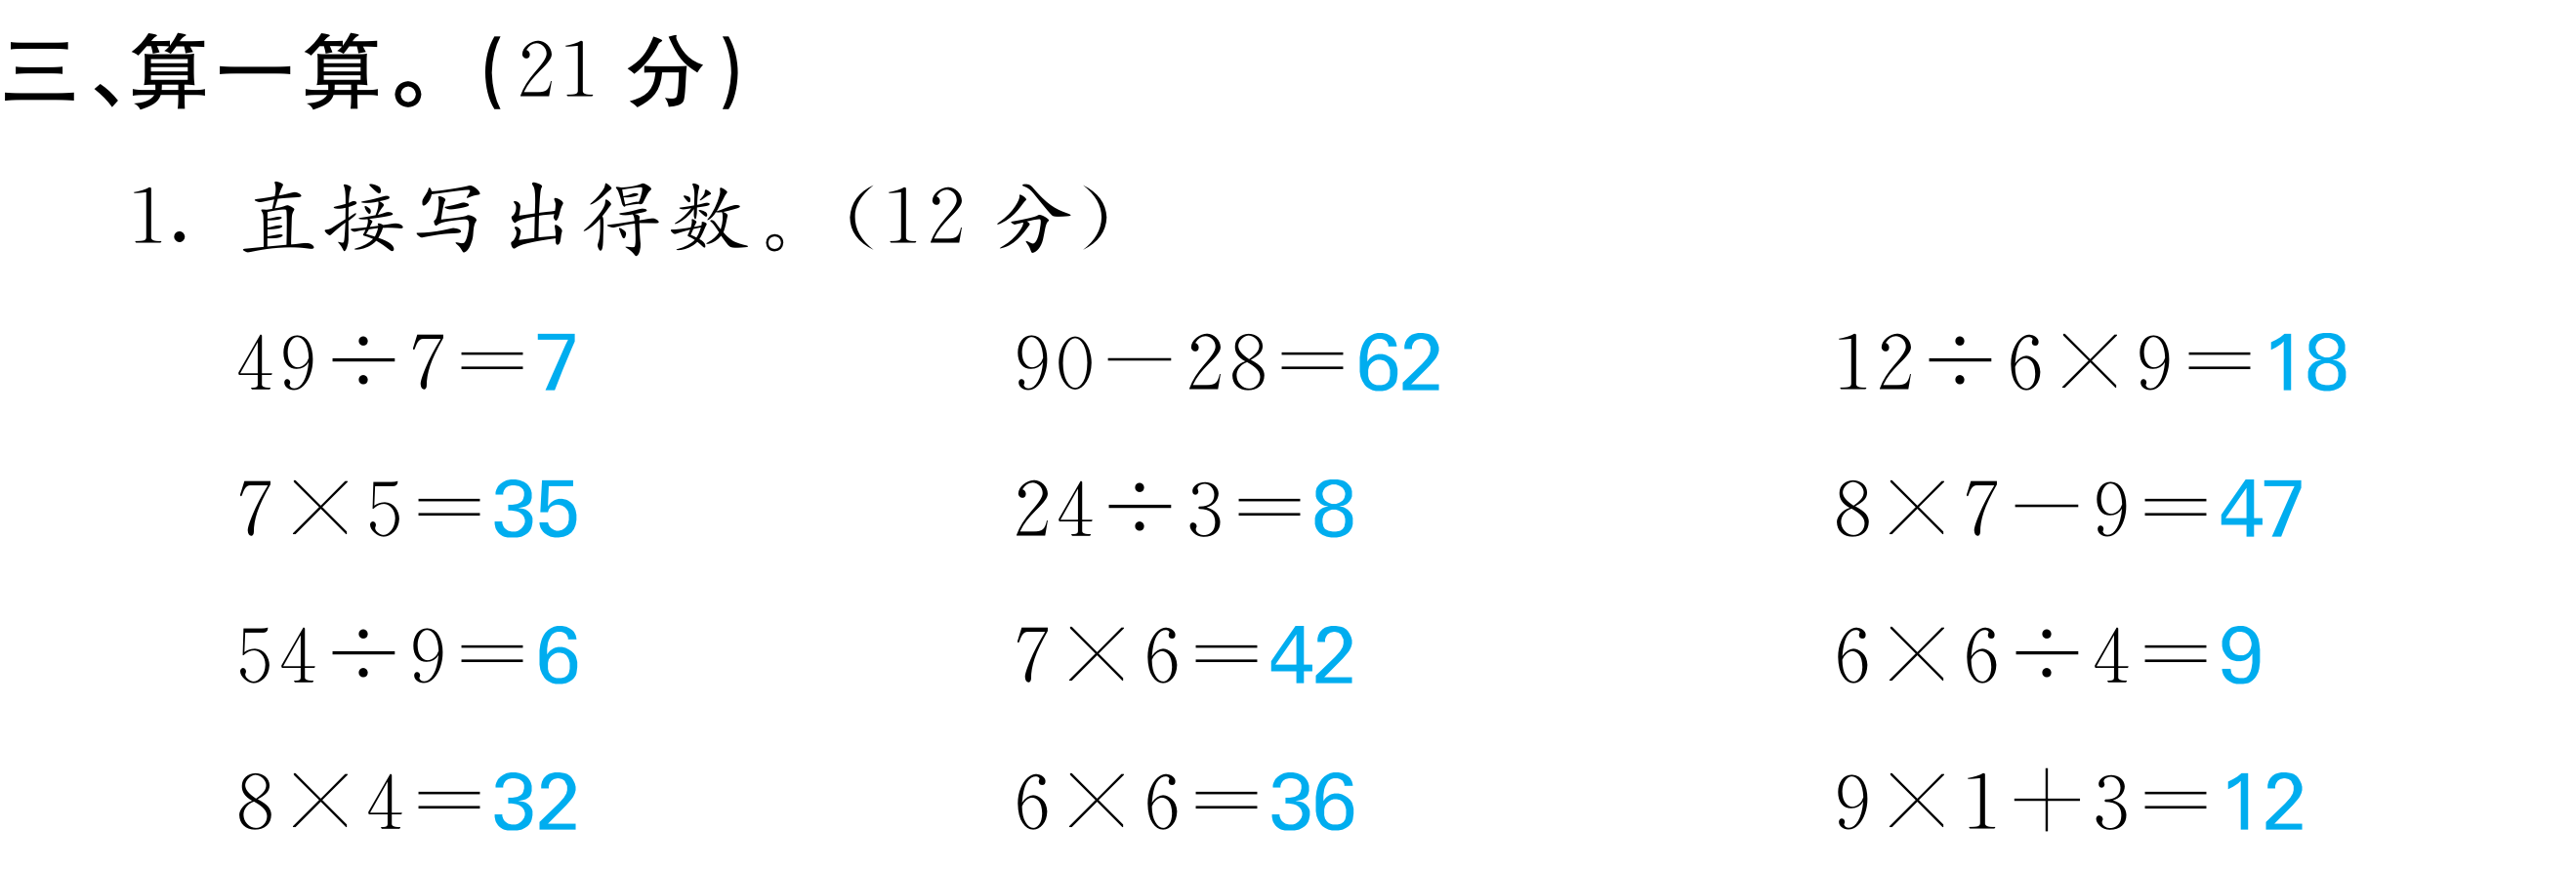 三、算一算。(21 分)
1. 直接写出得数。(12 分)
49÷7=7 90-28=62 12÷6×9=18
7×5=35 24÷3=8 8×7-9=47
54÷9=6 7×6=42 6×6÷4=9
8×4=32 6×6=36 9×1+3=12